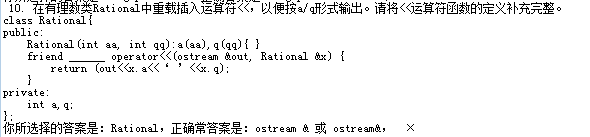 10. 在有理数类Rational中重载插入运算符<<，以便按a/q形式输出。请将<<运算符函数的定义补充完整。
class Rational{
public:
    Rational(int aa, int qq):a(aa),q(qq){ }
    friend ______ operator<<(ostream &out, Rational &x) {
        return (out<<x.a<<‘ ’<<x.q);
    }
private:
    int a,q;
};
你所选择的答案是：Rational，正确常答案是：ostream & 或 ostream&， ×